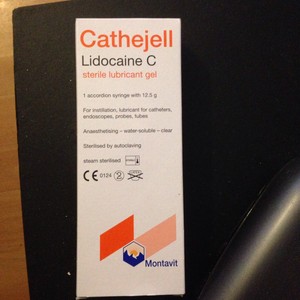 Cathejell
Lidocaine C
sterile lubricant gel
1 accordion syringe with 12.5 g
For instillation, lubricant for catheters,
endoscopes, probes, tubes
Anaesthetising – water-soluble – clear
Sterilised by autoclaving
steam sterilised
CE 0124
Montavit